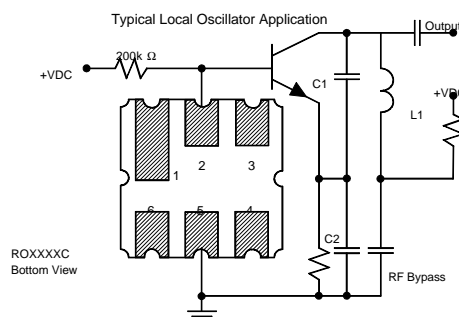 Typical Local Oscillator Application
Output
200k Ω
+VDC
C1
+VDC
L1
1
2
3
6
5
4
C2
ROXXXXC
Bottom View
RF Bypass